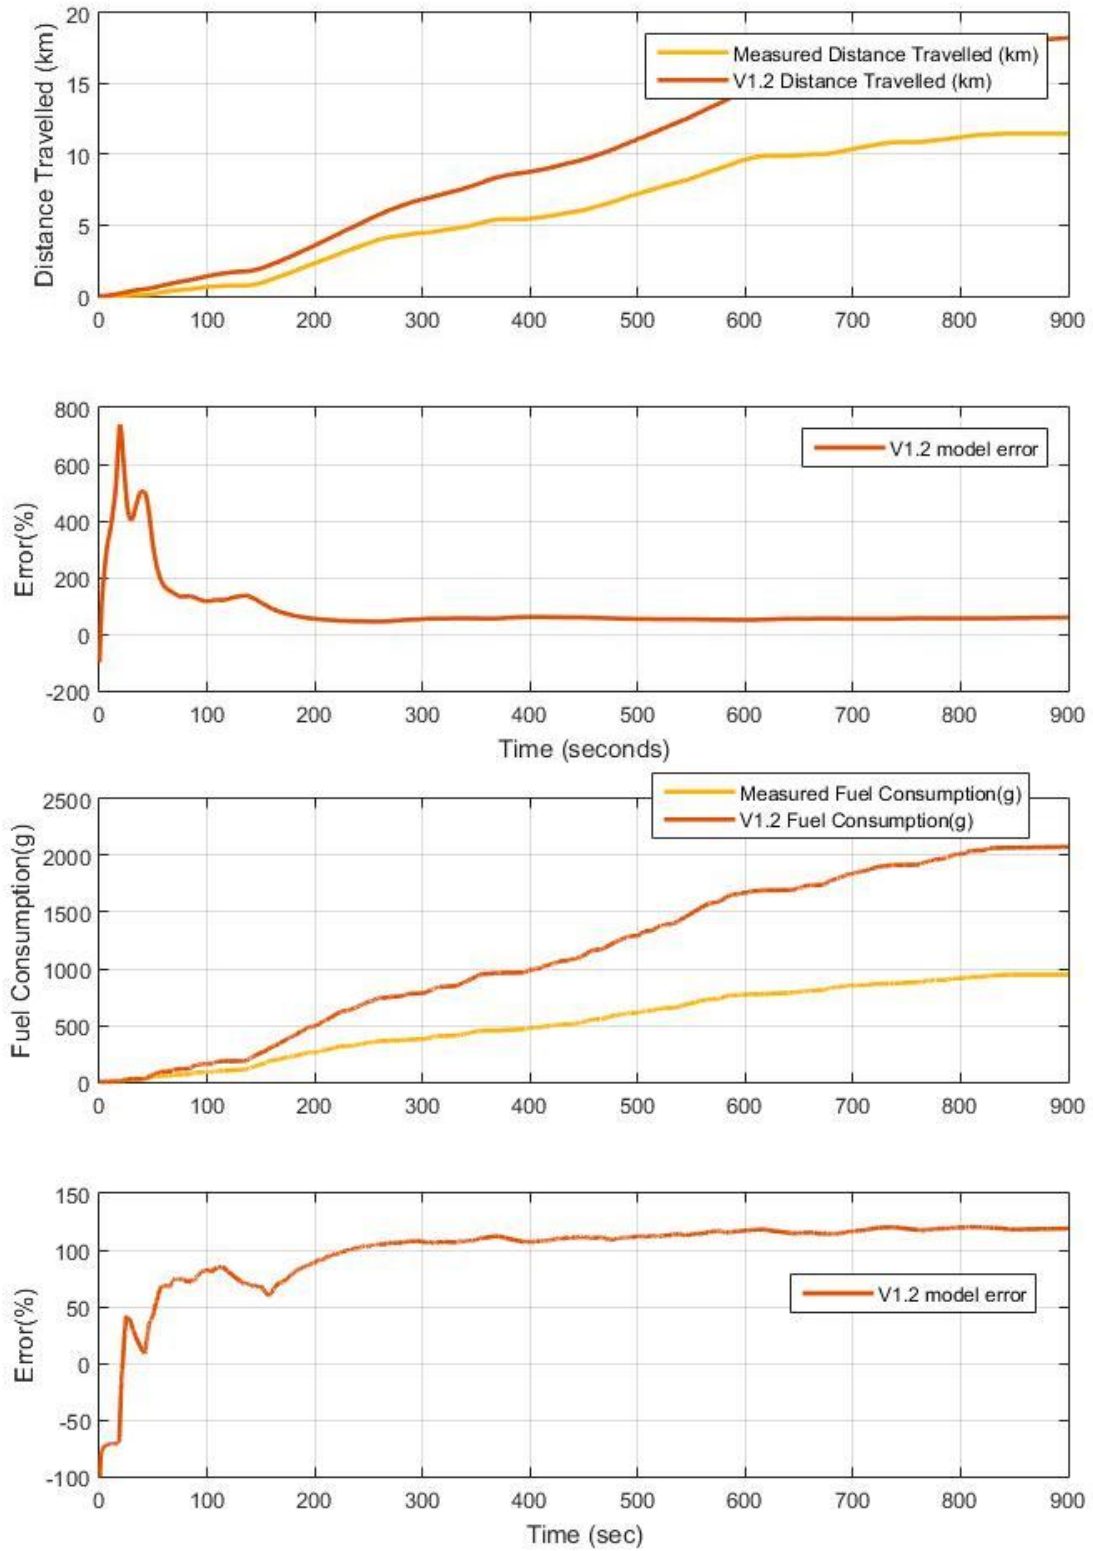 20
15
10
5
0
Distance Travelled (km)
Measured Distance Travelled (km)
V1.2 Distance Travelled (km)
0 100 200 300 400 500 600 700 800 900
800
600
400
200
0
-200
Error(%)
V1.2 model error
0 100 200 300 400 500 600 700 800 900
Time (seconds)
2500
2000
1500
1000
500
0
Fuel Consumption(g)
Measured Fuel Consumption(g)
V1.2 Fuel Consumption(g)
0 100 200 300 400 500 600 700 800 900
150
100
50
0
-50
-100
Error(%)
V1.2 model error
0 100 200 300 400 500 600 700 800 900
Time (sec)